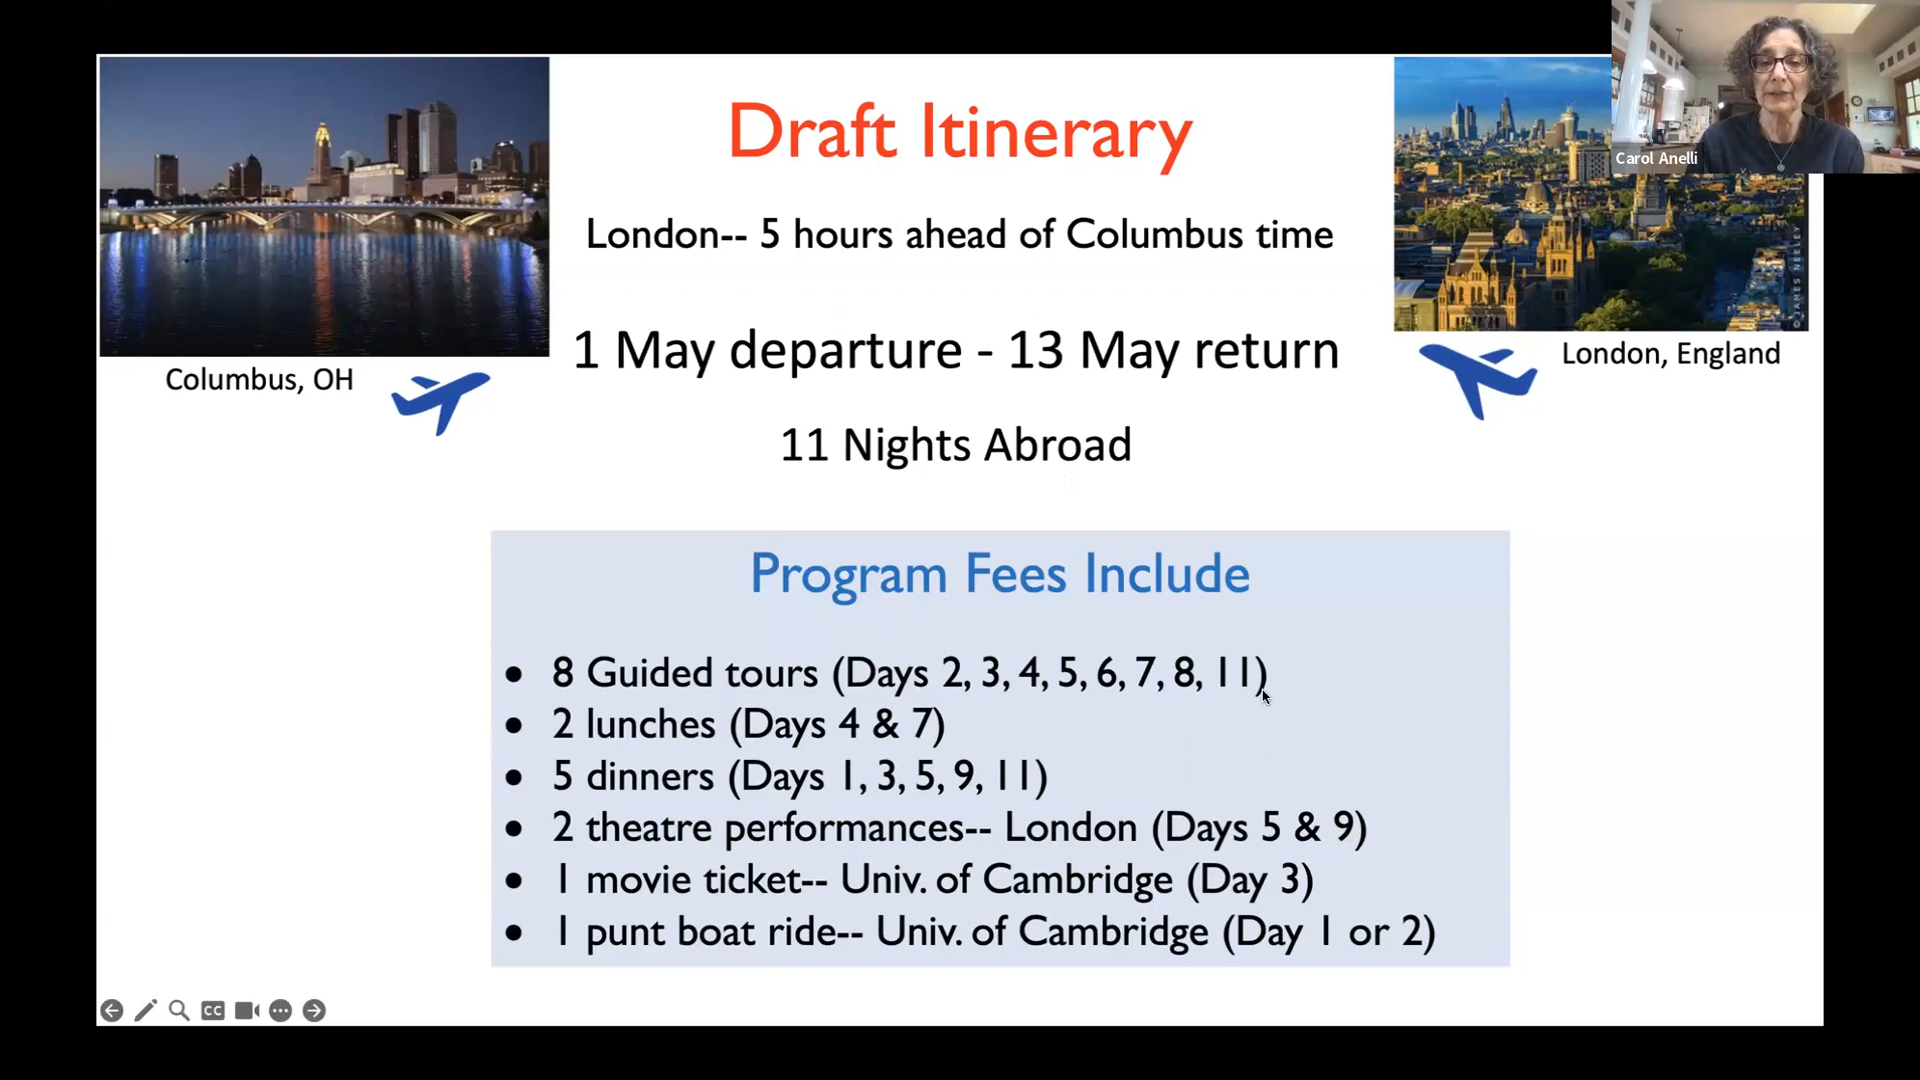 Draft Itinerary
London-- 5 hours ahead of Columbus time
1 May departure - 13 May return
11 Nights Abroad
Columbus, OH
London, England
© JAMES NEELEY
Carol Anelli
Program Fees Include
• 8 Guided tours (Days 2, 3, 4, 5, 6, 7, 8, 11)
• 2 lunches (Days 4 & 7)
• 5 dinners (Days 1, 3, 5, 9, 11)
• 2 theatre performances-- London (Days 5 & 9)
• 1 movie ticket-- Univ. of Cambridge (Day 3)
• 1 punt boat ride-- Univ. of Cambridge (Day 1 or 2)
CC